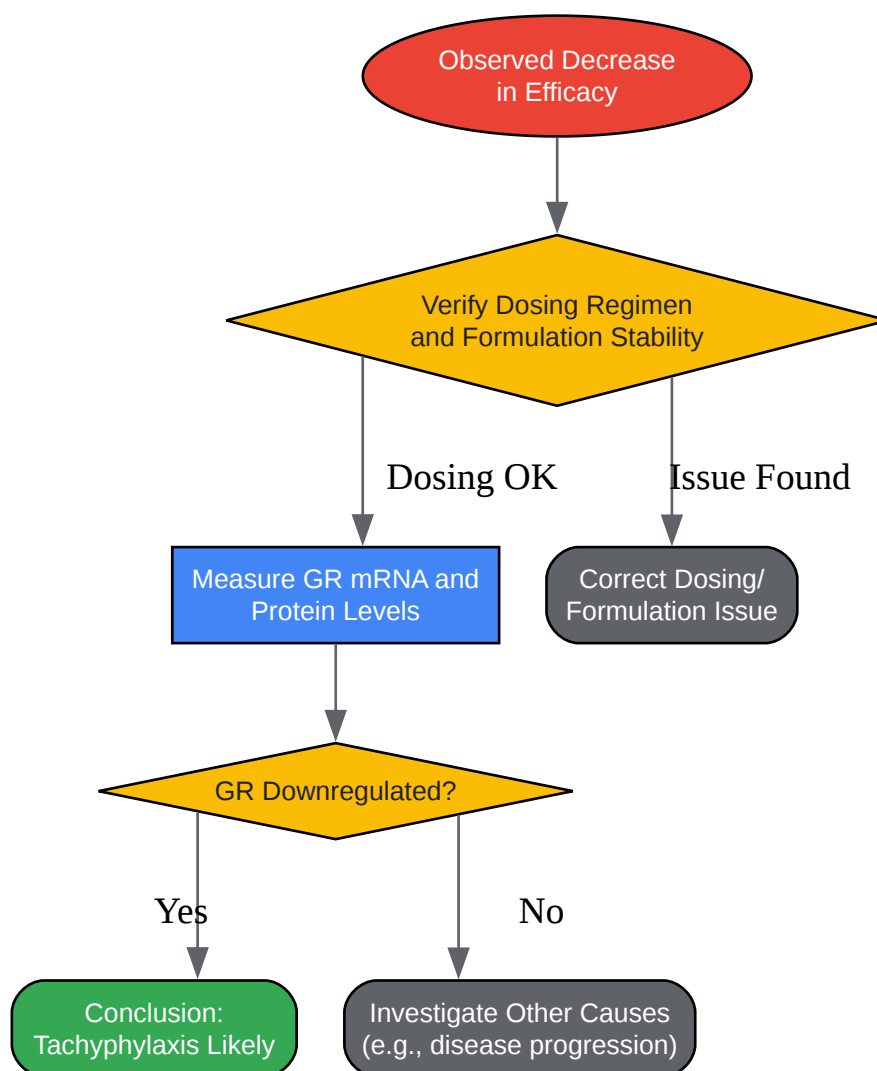 Observed Decrease
in Efficacy
Verify Dosing Regimen
and Formulation Stability
Dosing OK
Issue Found
Measure GR mRNA and
Protein Levels
Correct Dosing/
Formulation Issue
GR Downregulated?
Yes
No
Conclusion:
Tachyphylaxis Likely
Investigate Other Causes
(e.g., disease progression)